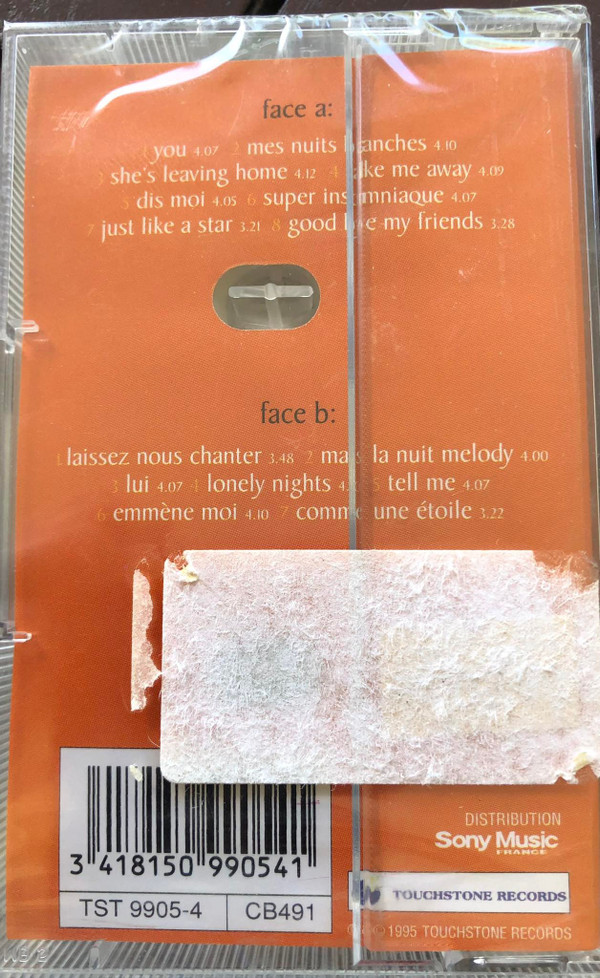 face a:
1 you 4.07 2 mes nuits blanches 4.10
3 she's leaving home 4.12 4 take me away 4.09
5 dis moi 4.05 6 super insomniaque 4.07
7 just like a star 3.21 8 good bye my friends 3.28
face b:
1 laissez nous chanter 3.48 2 mais la nuit melody 4.00
3 lui 4.07 4 lonely nights 5 tell me 4.07
6 emmène moi 4.10 7 comme une étoile 3.22
3 418150 990541
TST 9905-4 CB491
DISTRIBUTION
Sony Music
FRANCE
TOUCHSTONE RECORDS
℗ © 1995 TOUCHSTONE RECORDS